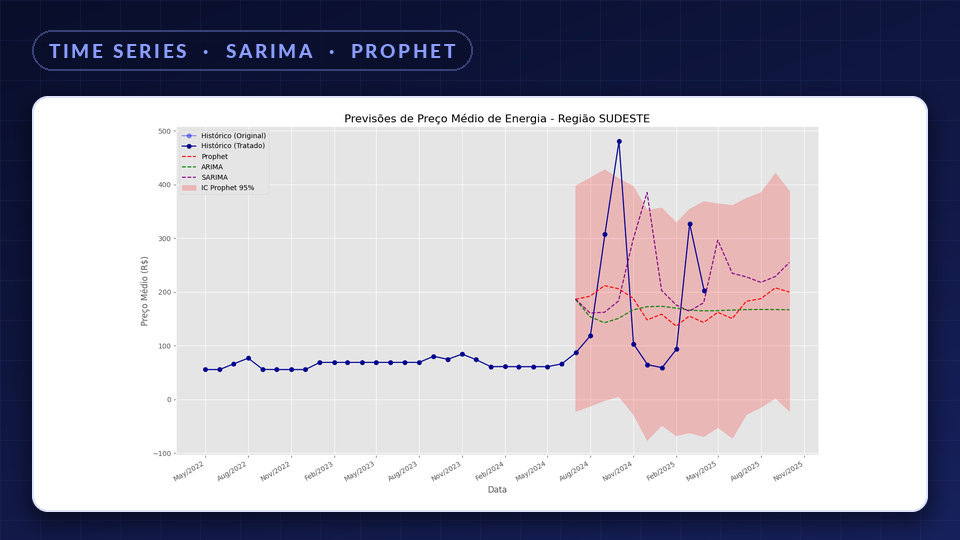 TIME SERIES · SARIMA · PROPHET
Previsões de Preço Médio de Energia - Região SUDESTE
Histórico (Original)
Histórico (Tratado)
Prophet
ARIMA
SARIMA
IC Prophet 95%
Preço Médio (R$)
500
400
300
200
100
0
−100
May/2022
Aug/2022
Nov/2022
Feb/2023
May/2023
Aug/2023
Nov/2023
Feb/2024
May/2024
Aug/2024
Nov/2024
Feb/2025
May/2025
Aug/2025
Nov/2025
Data